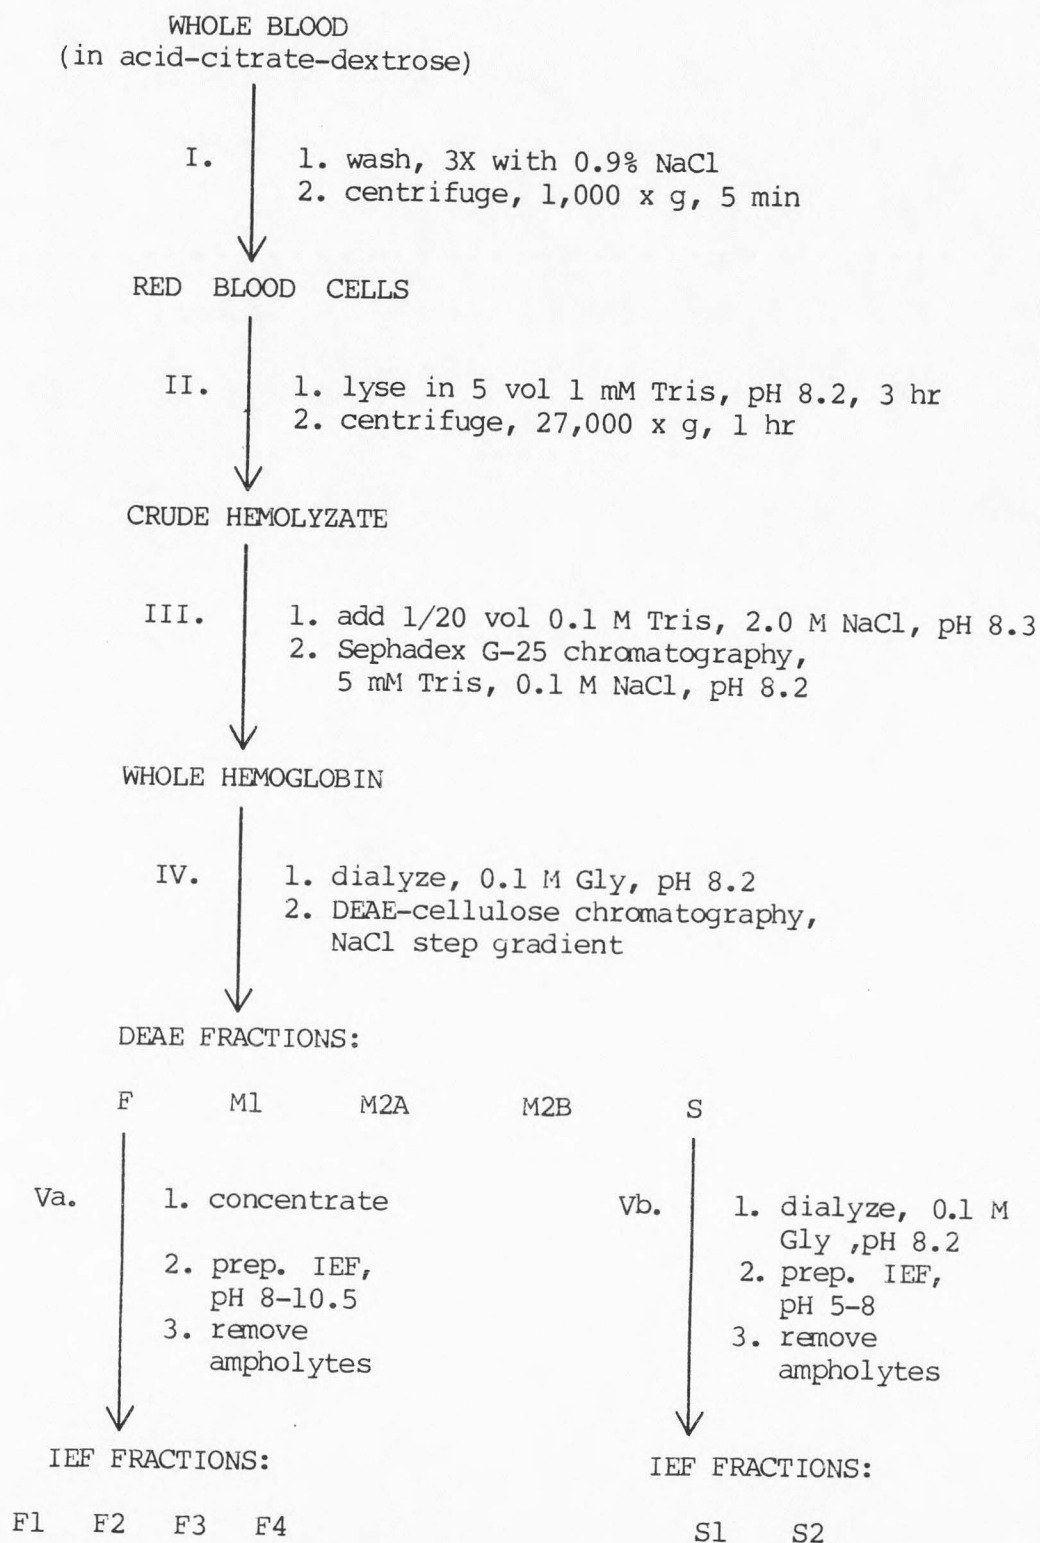 WHOLE BLOOD
(in acid-citrate-dextrose)
I.
1. wash, 3X with 0.9% NaCl
2. centrifuge, 1,000 x g, 5 min
RED BLOOD CELLS
II.
1. lyse in 5 vol 1 mM Tris, pH 8.2, 3 hr
2. centrifuge, 27,000 x g, 1 hr
CRUDE HEMOLYZATE
III.
1. add 1/20 vol 0.1 M Tris, 2.0 M NaCl, pH 8.3
2. Sephadex G-25 chromatography,
5 mM Tris, 0.1 M NaCl, pH 8.2
WHOLE HEMOGLOBIN
IV.
1. dialyze, 0.1 M Gly, pH 8.2
2. DEAE-cellulose chromatography,
NaCl step gradient
DEAE FRACTIONS:
F M1 M2A M2B S
Va.
1. concentrate
2. prep. IEF,
pH 8-10.5
3. remove
ampholytes
Vb.
1. dialyze, 0.1 M
Gly ,pH 8.2
2. prep. IEF,
pH 5-8
3. remove
ampholytes
IEF FRACTIONS:
F1 F2 F3 F4
IEF FRACTIONS:
S1 S2